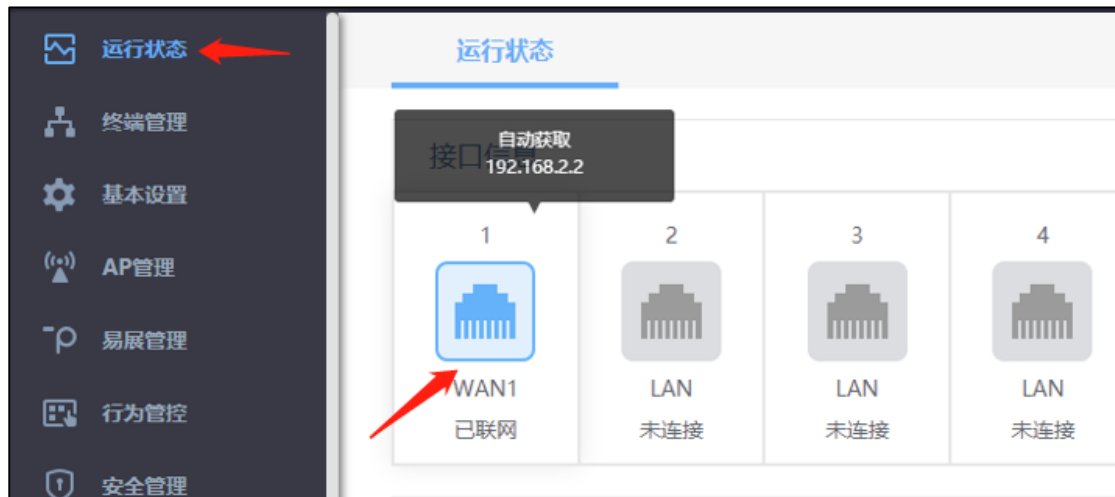 运行状态
终端管理
基本设置
AP管理
易展管理
行为管控
安全管理
运行状态
接口信息
自动获取
192.168.2.2
1
2
3
4
WAN1
LAN
LAN
LAN
已联网
未连接
未连接
未连接